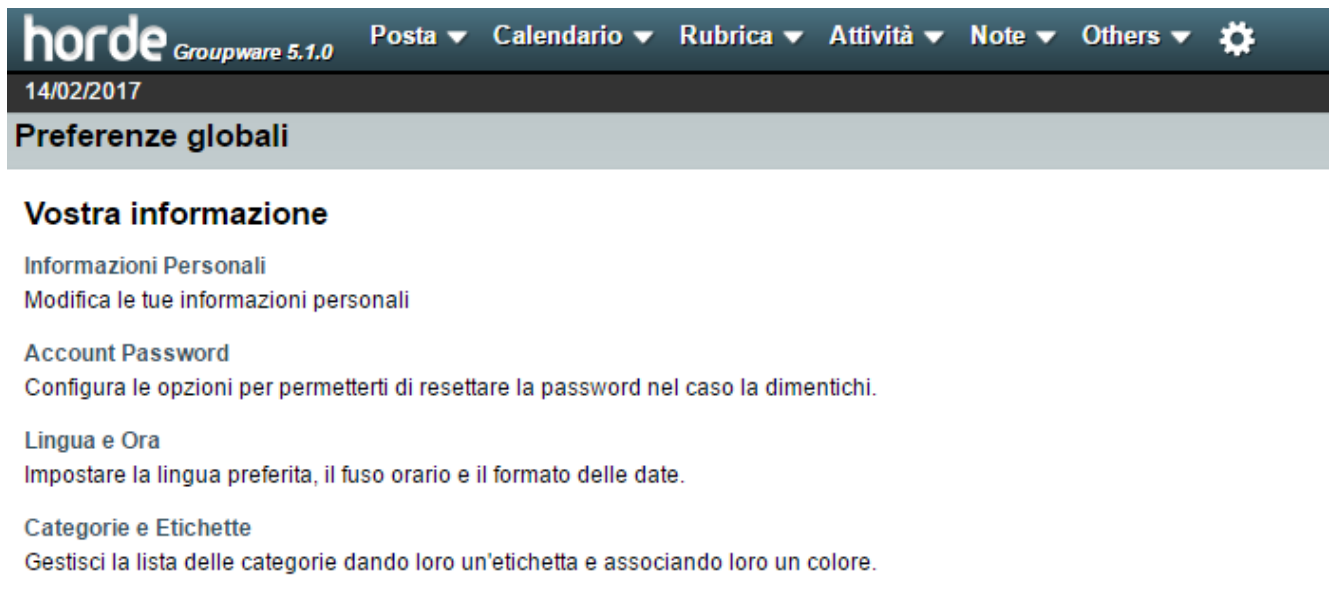 horde Groupware 5.1.0 Posta Calendario Rubrica Attività Note Others
14/02/2017
Preferenze globali
Vostra informazione
Informazioni Personali
Modifica le tue informazioni personali
Account Password
Configura le opzioni per permetterti di resettare la password nel caso la dimentichi.
Lingua e Ora
Impostare la lingua preferita, il fuso orario e il formato delle date.
Categorie e Etichette
Gestisci la lista delle categorie dando loro un'etichetta e associando loro un colore.